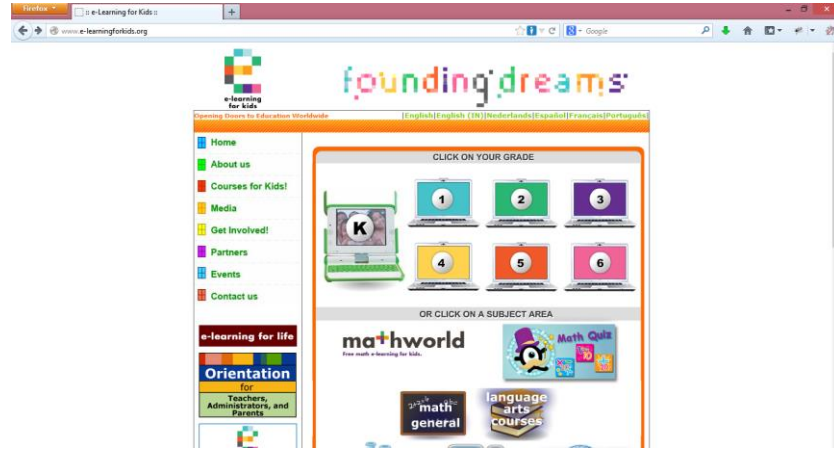 Firefox
:: e-Learning for Kids ::
www.e-learningforkids.org
Google
e-learning
for kids
founding dreams
Opening Doors to Education Worldwide
|English|English (IN)|Nederlands|Español|Français|Português|
Home
About us
Courses for Kids!
Media
Get Involved!
Partners
Events
Contact us
CLICK ON YOUR GRADE
K
1
2
3
4
5
6
OR CLICK ON A SUBJECT AREA
mathworld
Free math e-learning for kids.
Math Quiz
math
general
language
arts
courses
e-learning for life
Orientation
for
Teachers,
Administrators, and
Parents